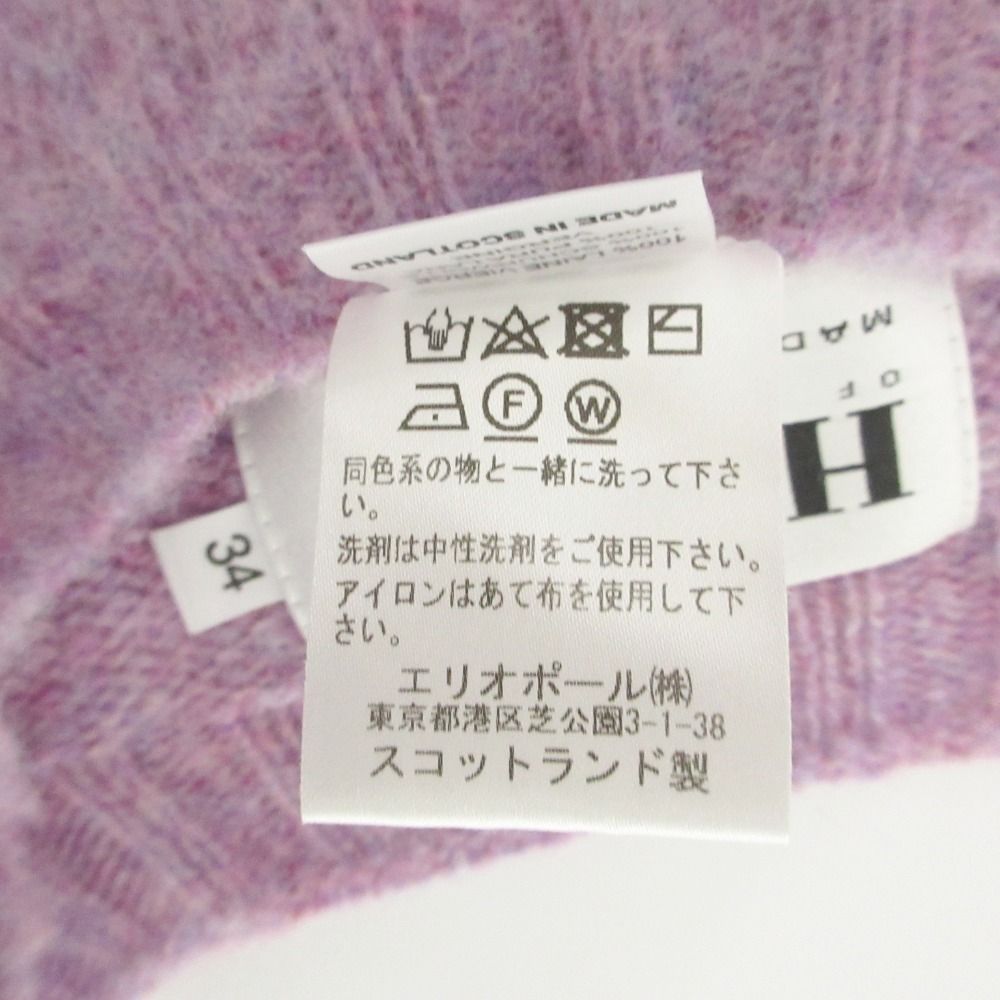 MADE IN SCOTLAND
100% LAINE VIERGE
F
W
同色系の物と一緒に洗って下さ
い。
洗剤は中性洗剤をご使用下さい。
アイロンはあて布を使用して下
さい。
エリオポール㈱
東京都港区芝公園3-1-38
スコットランド製
34
H
OF
MAD